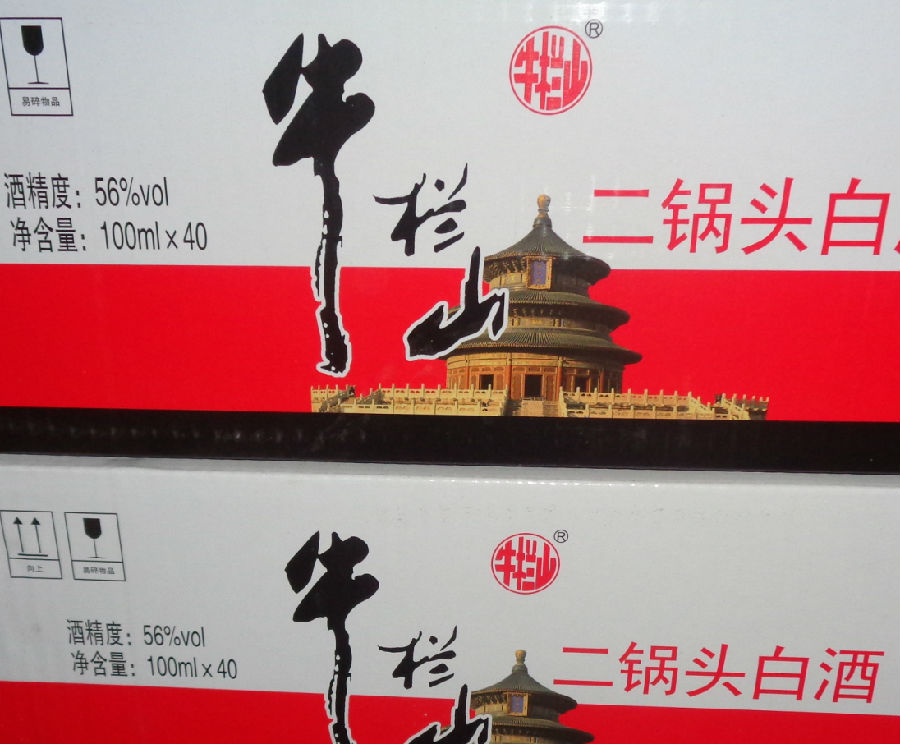 易碎物品
牛栏山
牛栏山®
酒精度：56%vol
净含量：100ml×40
二锅头白
向上
易碎物品
牛栏山
牛栏山®
酒精度：56%vol
净含量：100ml×40
二锅头白酒